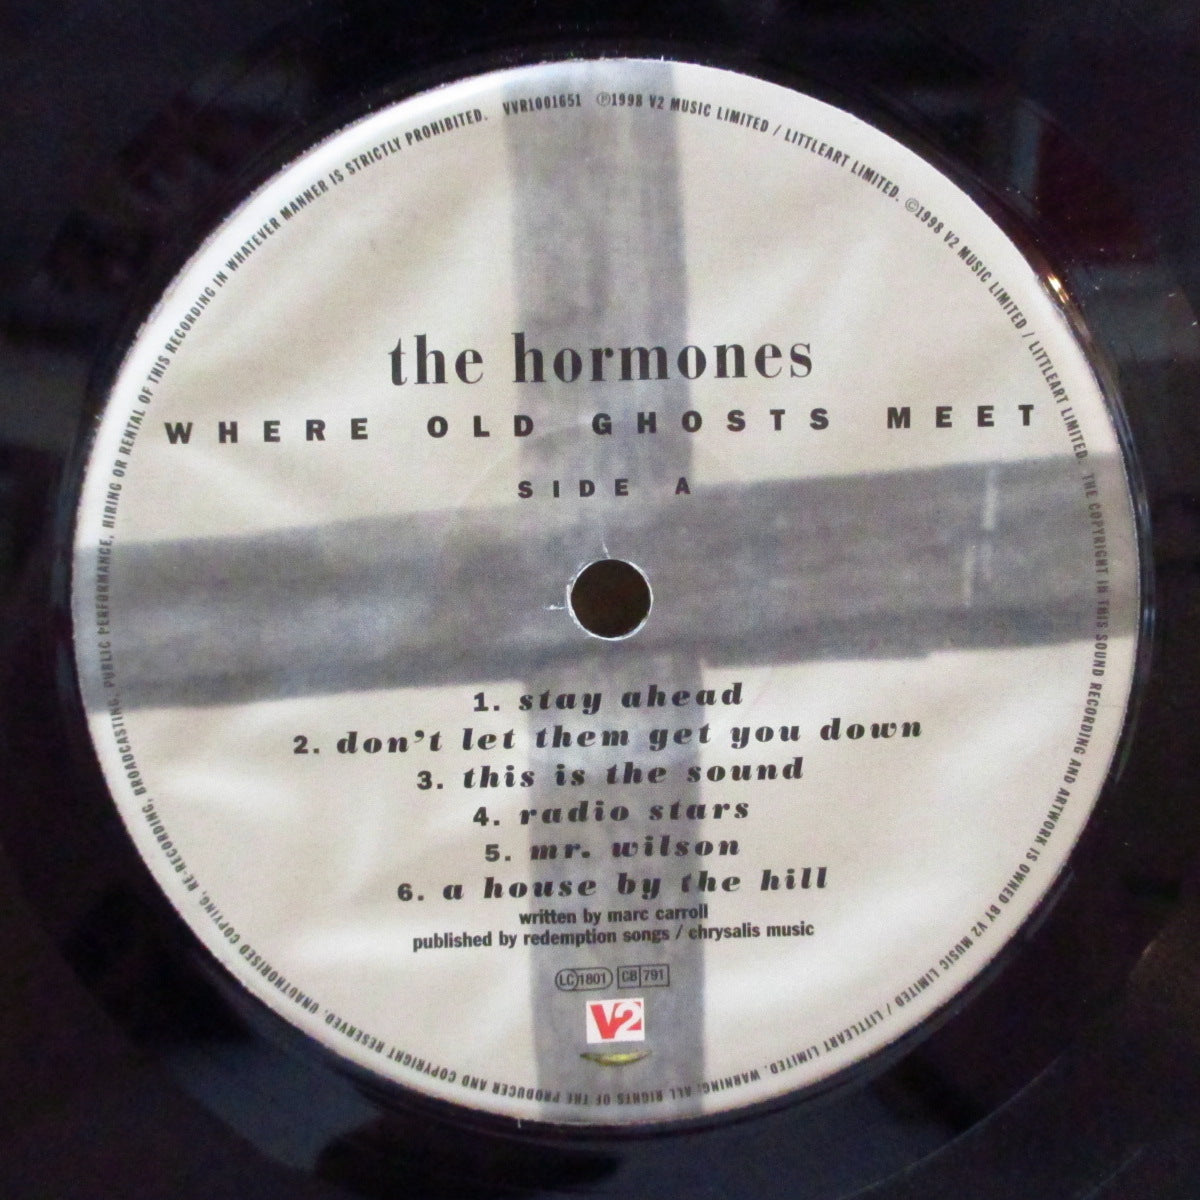 VVR1001651 ℗1998 V2 MUSIC LIMITED / LITTLEART LIMITED. ©1998 V2 MUSIC LIMITED / LITTLEART LIMITED. THE COPYRIGHT IN THIS SOUND RECORDING AND ARTWORK IS OWNED BY V2 MUSIC LIMITED / LITTLEART LIMITED. WARNING: ALL RIGHTS OF THE PRODUCER AND COPYRIGHT RESERVED. UNAUTHORISED COPYING, RE-RECORDING, BROADCASTING, PUBLIC PERFORMANCE, HIRING OR RENTAL OF THIS RECORDING IN WHATEVER MANNER IS STRICTLY PROHIBITED.
the hormones
WHERE OLD GHOSTS MEET
SIDE A
1. stay ahead
2. don't let them get you down
3. this is the sound
4. radio stars
5. mr. wilson
6. a house by the hill
written by marc carroll
published by redemption songs / chrysalis music
LC 1801 CB 791
V2